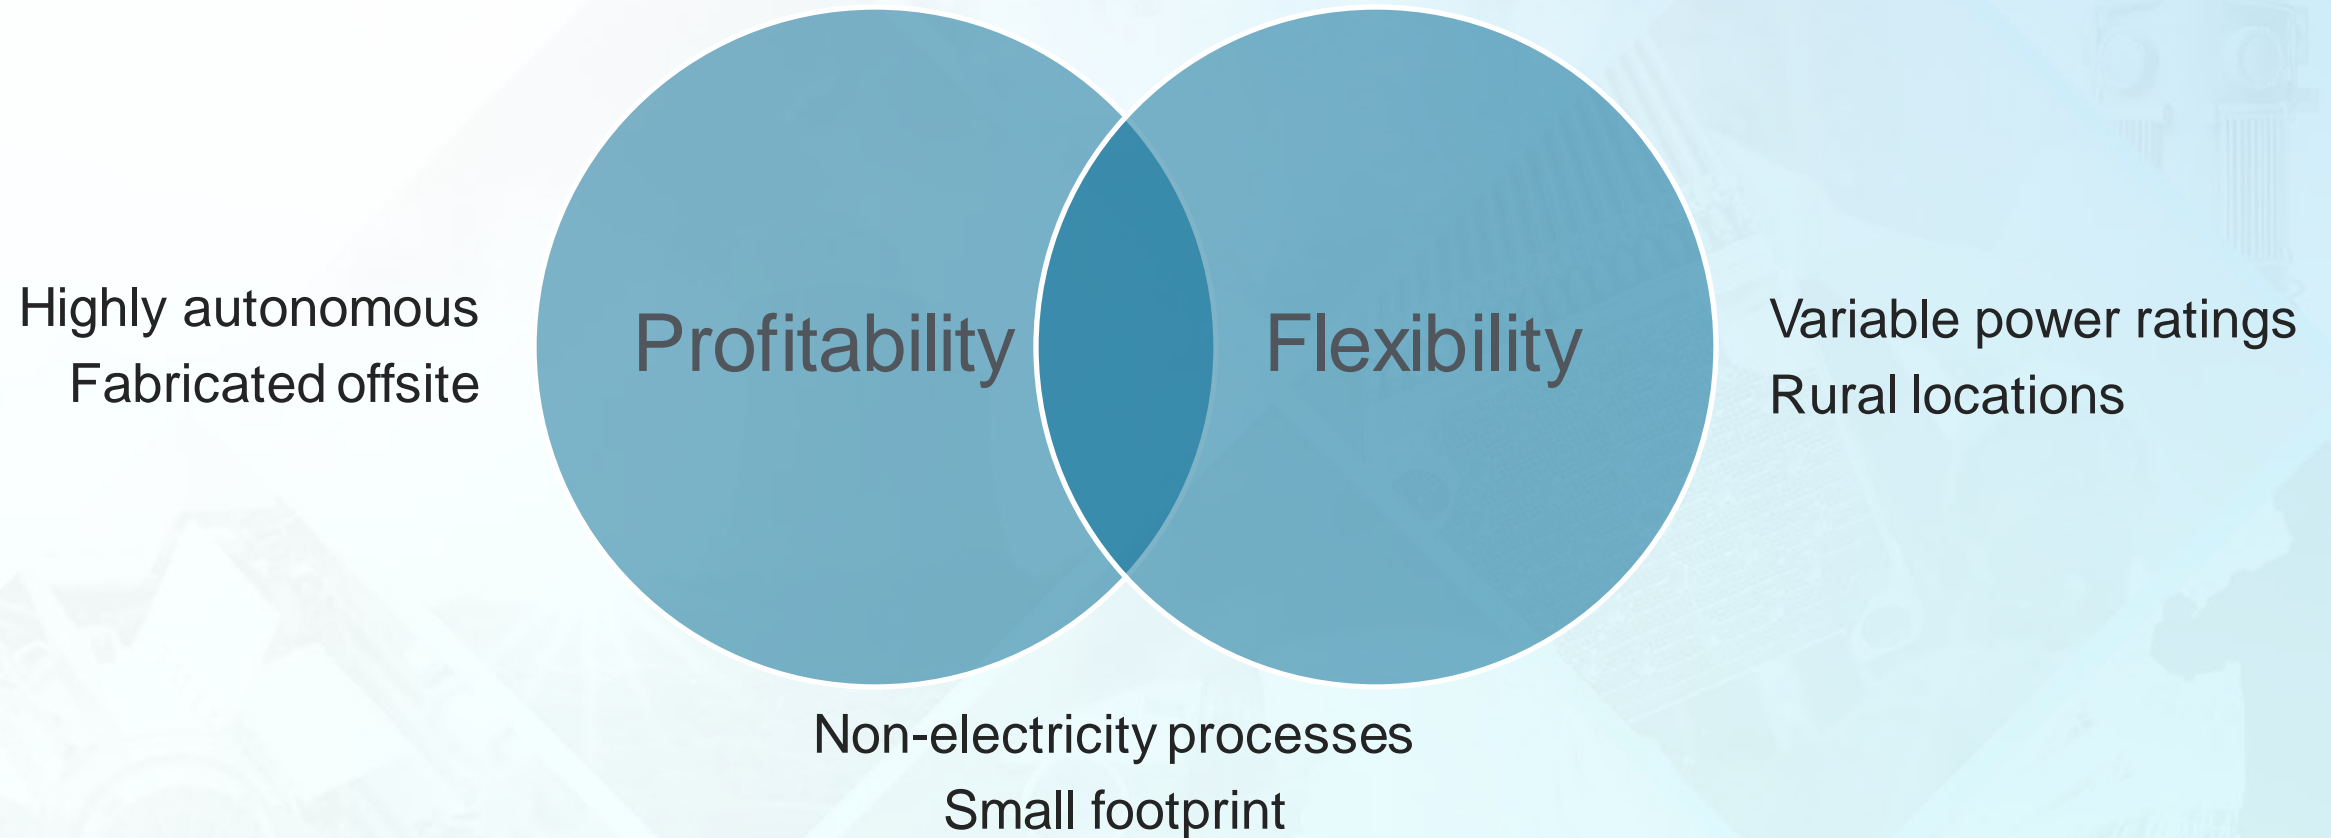 Highly autonomous
Fabricated offsite
Profitability
Flexibility
Variable power ratings
Rural locations
Non-electricity processes
Small footprint